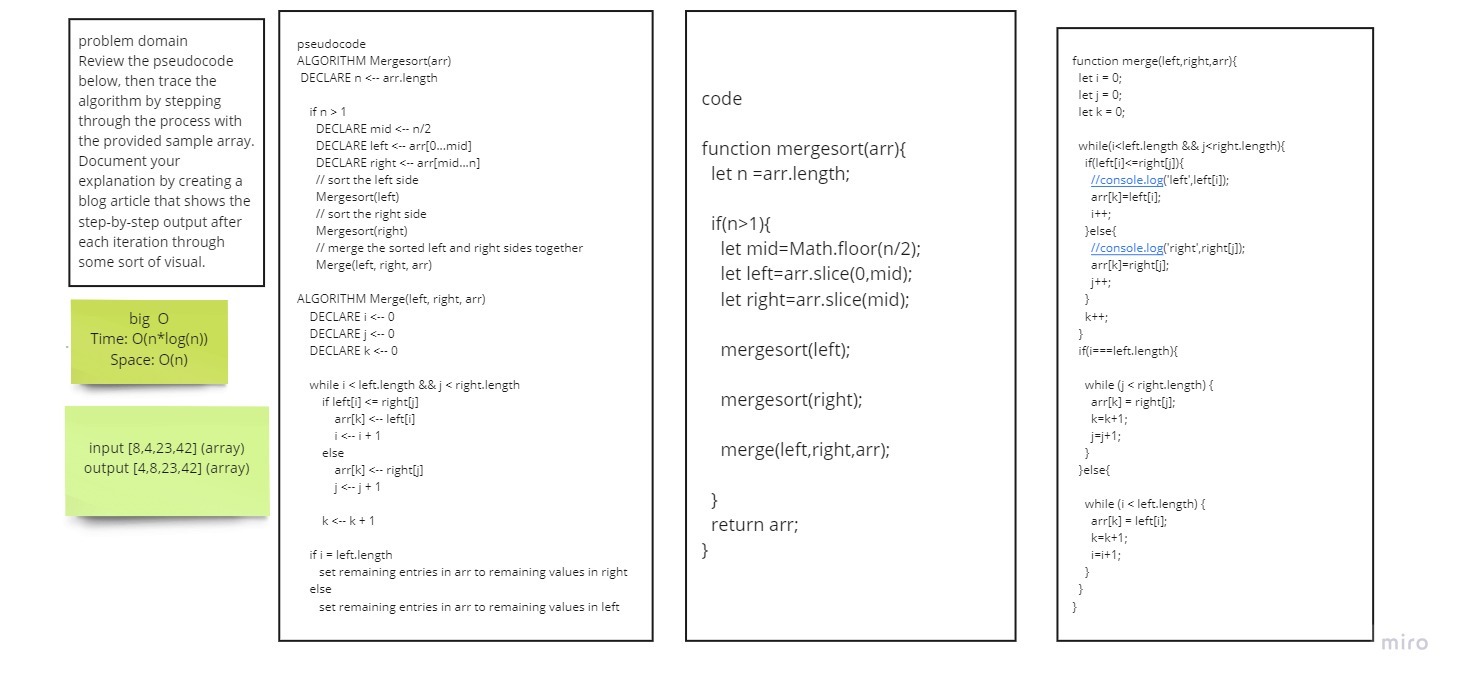 problem domain
Review the pseudocode
below, then trace the
algorithm by stepping
through the process with
the provided sample array.
Document your
explanation by creating a
blog article that shows the
step-by-step output after
each iteration through
some sort of visual.
big O
Time: O(n*log(n))
Space: O(n)
input [8,4,23,42] (array)
output [4,8,23,42] (array)
pseudocode
ALGORITHM Mergesort(arr)
DECLARE n <-- arr.length
if n > 1
DECLARE mid <-- n/2
DECLARE left <-- arr[0...mid]
DECLARE right <-- arr[mid...n]
// sort the left side
Mergesort(left)
// sort the right side
Mergesort(right)
// merge the sorted left and right sides together
Merge(left, right, arr)
ALGORITHM Merge(left, right, arr)
DECLARE i <-- 0
DECLARE j <-- 0
DECLARE k <-- 0
while i < left.length && j < right.length
if left[i] <= right[j]
arr[k] <-- left[i]
i <-- i + 1
else
arr[k] <-- right[j]
j <-- j + 1
k <-- k + 1
if i = left.length
set remaining entries in arr to remaining values in right
else
set remaining entries in arr to remaining values in left
code
function mergesort(arr){
let n =arr.length;
if(n>1){
let mid=Math.floor(n/2);
let left=arr.slice(0,mid);
let right=arr.slice(mid);
mergesort(left);
mergesort(right);
merge(left,right,arr);
}
return arr;
}
function merge(left,right,arr){
let i = 0;
let j = 0;
let k = 0;
while(i<left.length && j<right.length){
if(left[i]<=right[j]){
//console.log('left',left[i]);
arr[k]=left[i];
i++;
}else{
//console.log('right',right[j]);
arr[k]=right[j];
j++;
}
k++;
}
if(i===left.length){
while (j < right.length) {
arr[k] = right[j];
k=k+1;
j=j+1;
}
}else{
while (i < left.length) {
arr[k] = left[i];
k=k+1;
i=i+1;
}
}
}
miro